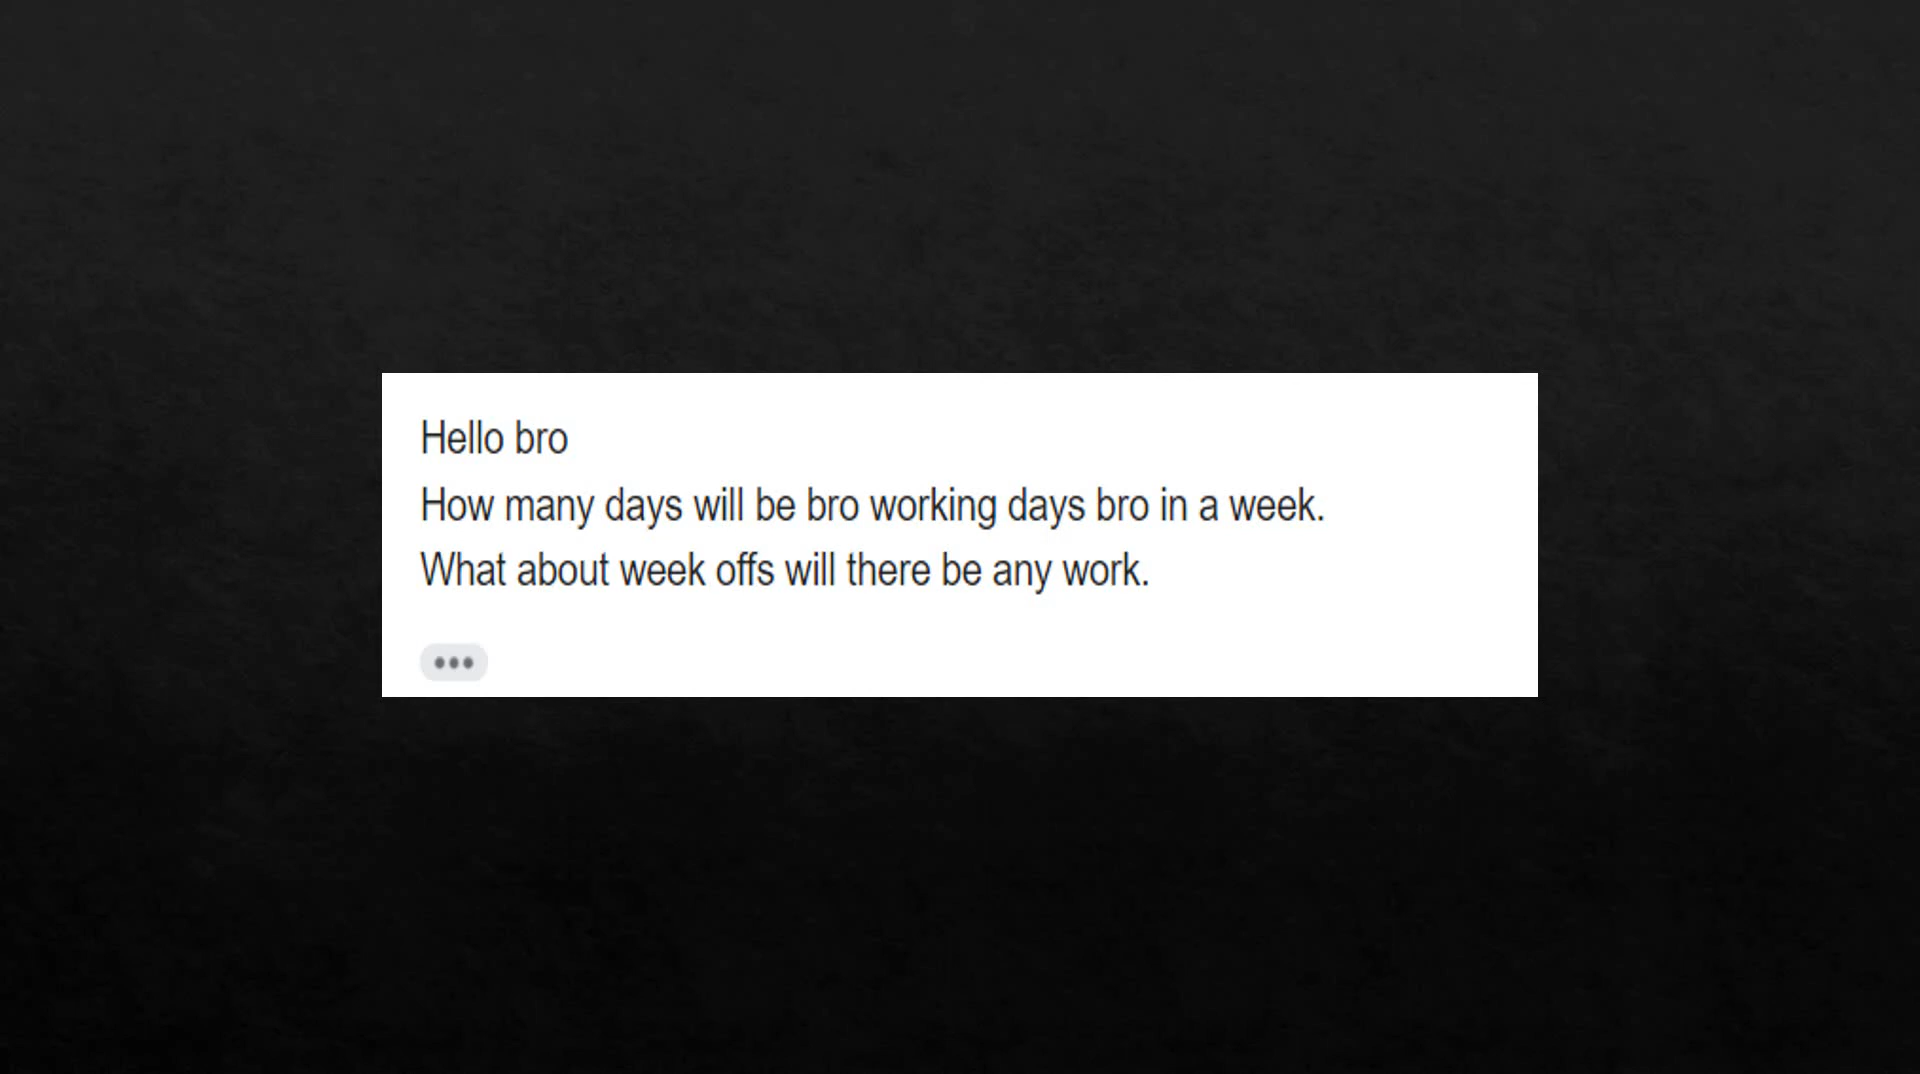 Hello bro
How many days will be bro working days bro in a week.
What about week offs will there be any work.